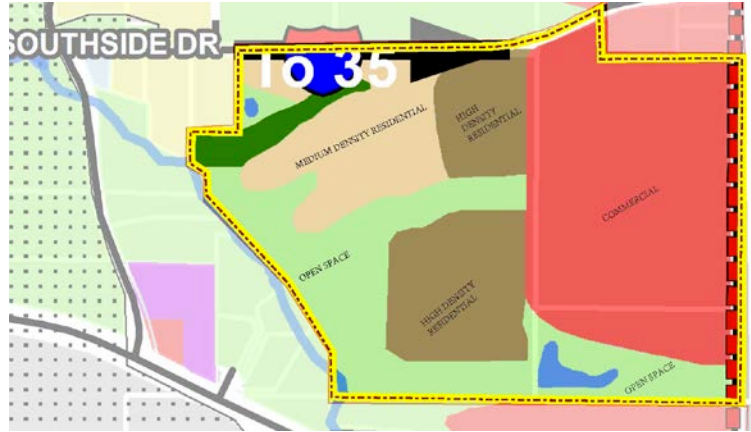 SOUTHSIDE DR
To 35
MEDIUM DENSITY RESIDENTIAL
HIGH
DENSITY
RESIDENTIAL
COMMERCIAL
OPEN SPACE
HIGH DENSITY
RESIDENTIAL
OPEN SPACE